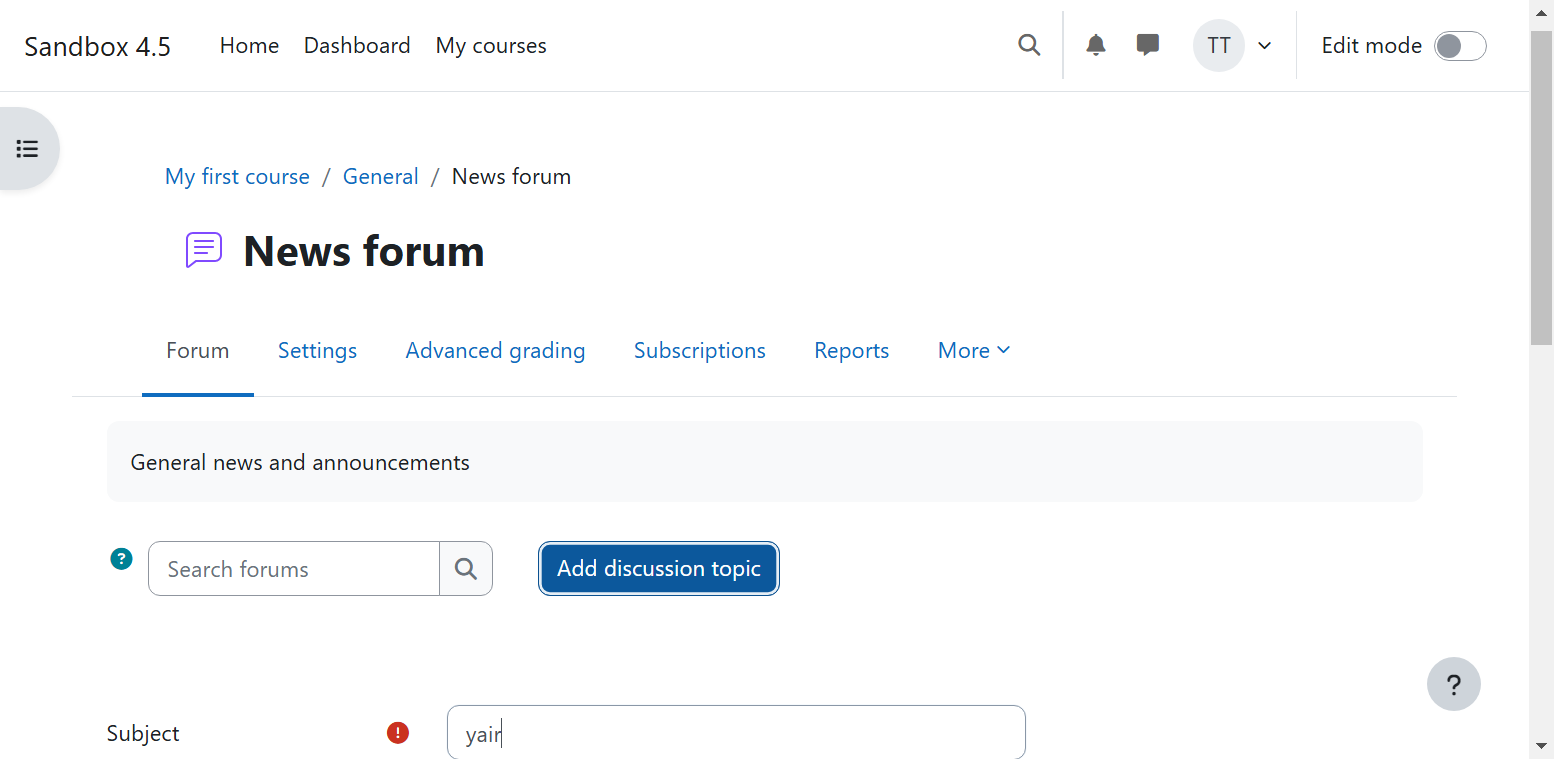 Sandbox 4.5 Home Dashboard My courses TT Edit mode
My first course / General / News forum
News forum
Forum Settings Advanced grading Subscriptions Reports More
General news and announcements
? Search forums Add discussion topic
?
Subject ! yair